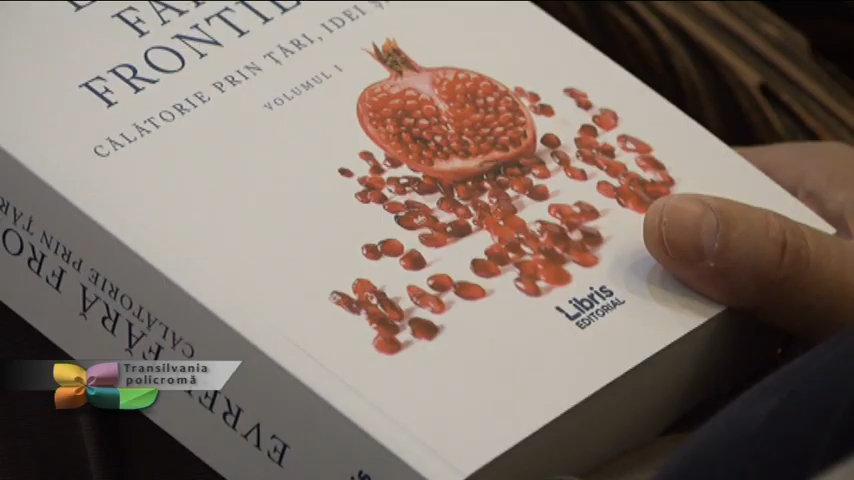 FRONTIE
CĂLĂTORIE PRIN ȚĂRI, IDEI Ș
VOLUMUL I
Libris
EDITORIAL
EVRE
FĂRĂ FRO
CĂLĂTORIE PRIN ȚĂR
Transilvania
policromă